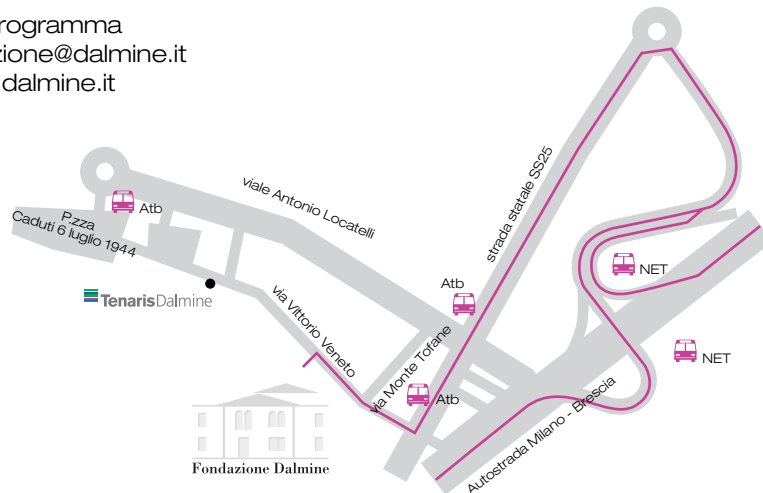 rogramma
zione@dalmine.it
dalmine.it
viale Antonio Locatelli
strada statale SS25
Atb
P.zza
Caduti 6 luglio 1944
TenarisDalmine
via Vittorio Veneto
Atb
NET
via Monte Tofane
NET
Atb
Autostrada Milano - Brescia
Fondazione Dalmine